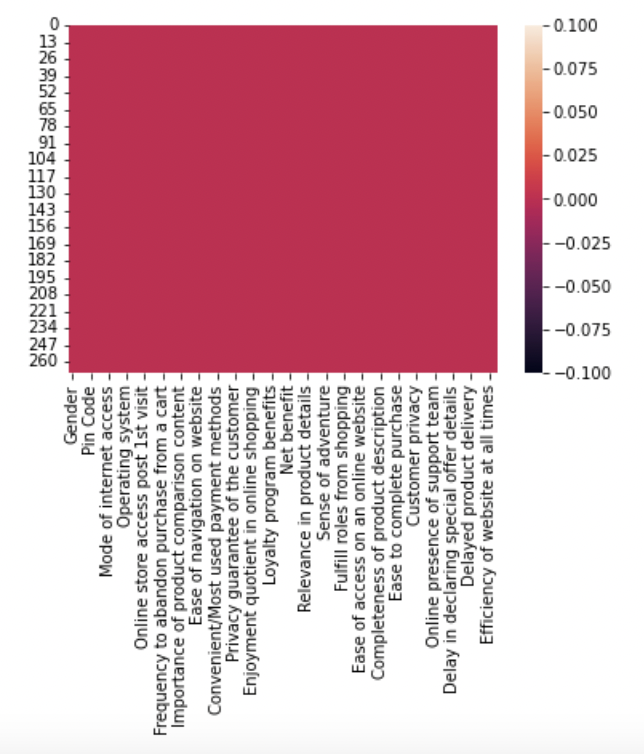 0
13
26
39
52
65
78
91
104
117
130
143
156
169
182
195
208
221
234
247
260
0.100
0.075
0.050
0.025
0.000
−0.025
−0.050
−0.075
−0.100
Gender
Pin Code
Mode of internet access
Operating system
Online store access post 1st visit
Frequency to abandon purchase from a cart
Importance of product comparison content
Ease of navigation on website
Convenient/Most used payment methods
Privacy guarantee of the customer
Enjoyment quotient in online shopping
Loyalty program benefits
Net benefit
Relevance in product details
Sense of adventure
Fulfill roles from shopping
Ease of access on an online website
Completeness of product description
Ease to complete purchase
Customer privacy
Online presence of support team
Delay in declaring special offer details
Delayed product delivery
Efficiency of website at all times